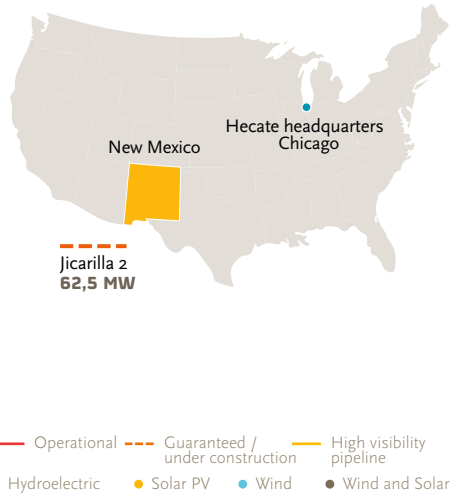 Hecate headquarters
Chicago
New Mexico
Jicarilla 2
62,5 MW
Operational
Guaranteed /
under construction
High visibility
pipeline
Hydroelectric
Solar PV
Wind
Wind and Solar